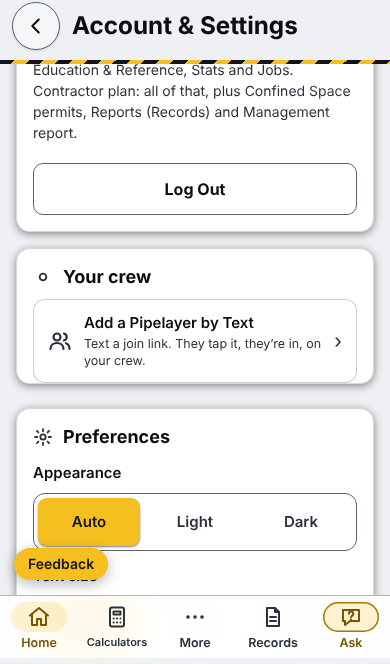 Account & Settings
Education & Reference, Stats and Jobs.
Contractor plan: all of that, plus Confined Space
permits, Reports (Records) and Management
report.
Log Out
Your crew
Add a Pipelayer by Text
Text a join link. They tap it, they’re in, on
your crew.
Preferences
Appearance
Auto
Light
Dark
Feedback
Text size
Home
Calculators
More
Records
Ask